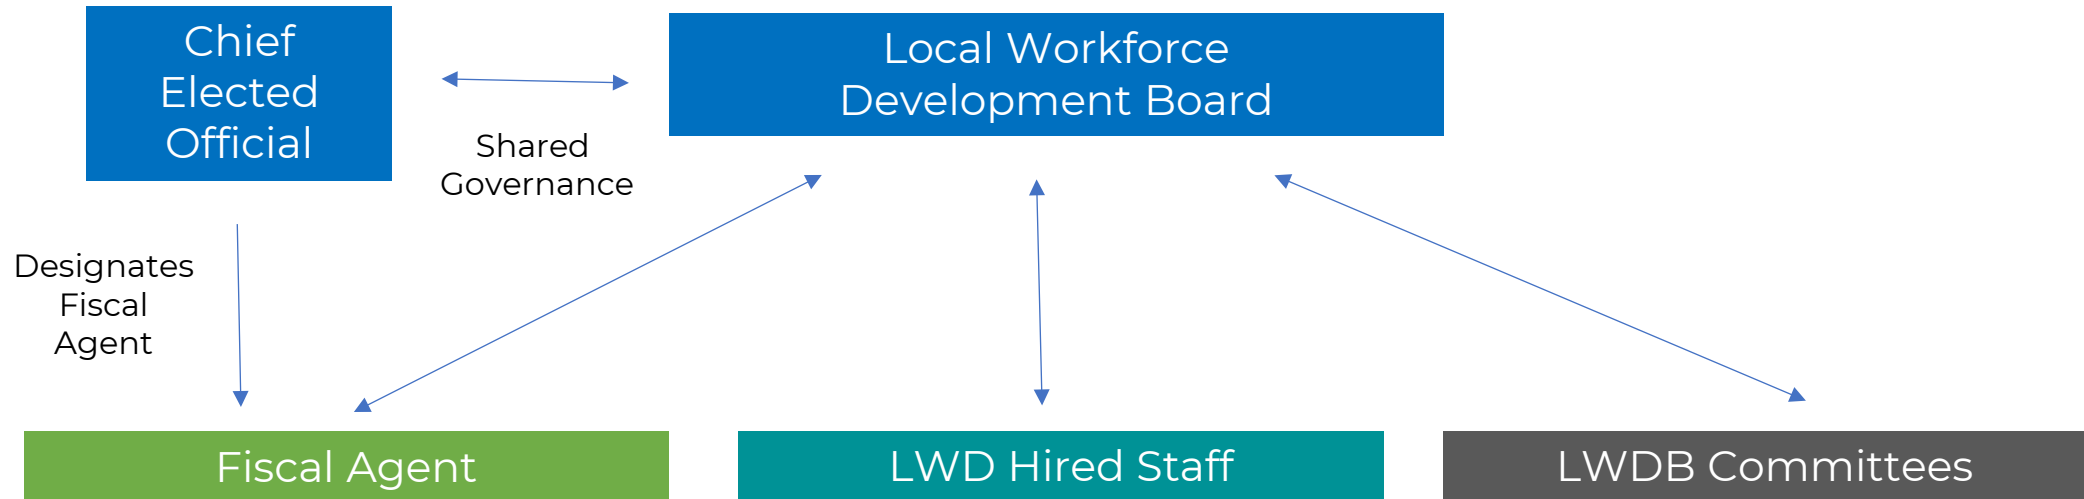 Chief
Elected
Official
Local Workforce
Development Board
Shared
Governance
Designates
Fiscal
Agent
Fiscal Agent
LWD Hired Staff
LWDB Committees